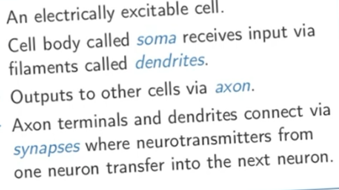 An electrically excitable cell.
Cell body called soma receives input via
filaments called dendrites.
Outputs to other cells via axon.
Axon terminals and dendrites connect via
synapses where neurotransmitters from
one neuron transfer into the next neuron.